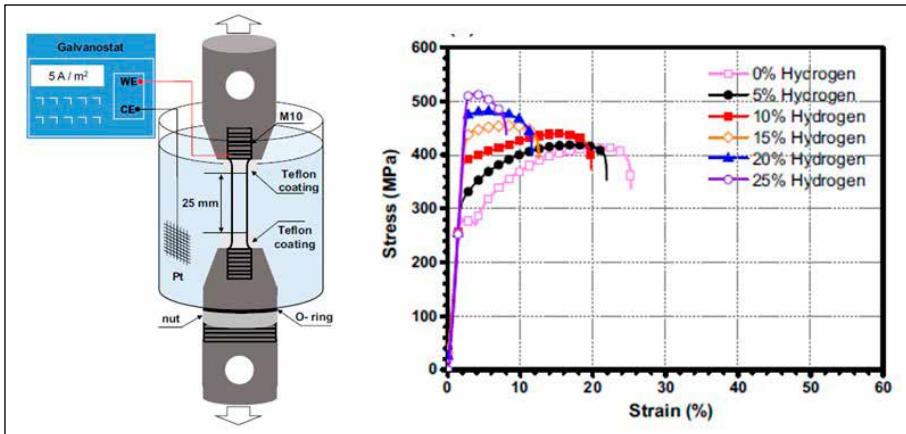 Galvanostat
5 A / m²
WE
CE
M10
Teflon
coating
25 mm
Teflon
coating
Pt
nut
O- ring
600
500
400
300
200
100
0
Stress (MPa)
0% Hydrogen
5% Hydrogen
10% Hydrogen
15% Hydrogen
20% Hydrogen
25% Hydrogen
0 10 20 30 40 50 60
Strain (%)